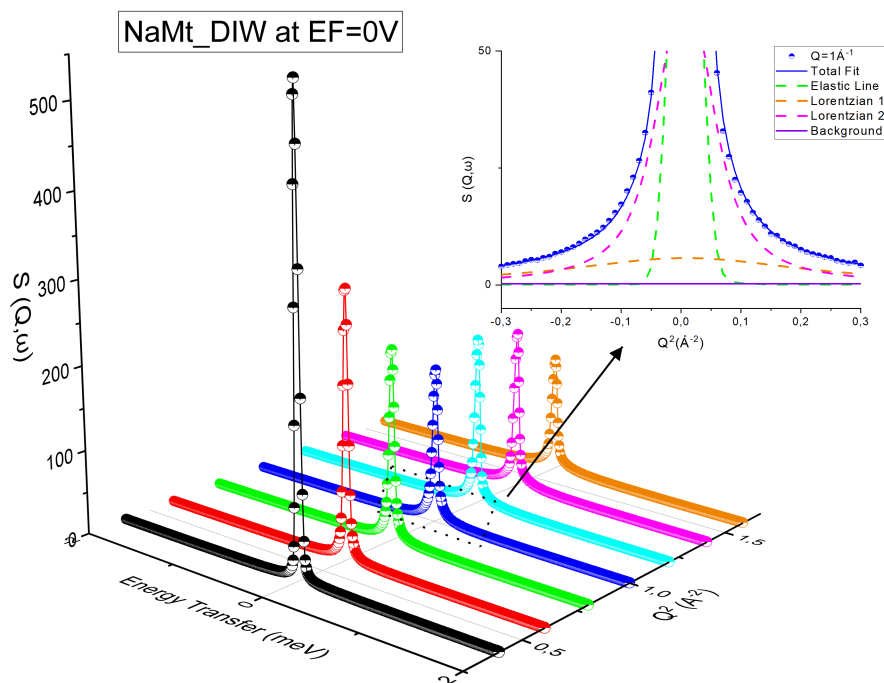 NaMt_DIW at EF=0V
S (Q,ω)
500
400
300
200
100
0
Energy Transfer (meV)
0
2
Q²(Å⁻²)
0,5
1,0
1,5
50
0
S (Q,ω)
-0,3
-0,2
-0,1
0,0
0,1
0,2
0,3
Q²(Å⁻²)
Q=1Å⁻¹
Total Fit
Elastic Line
Lorentzian 1
Lorentzian 2
Background